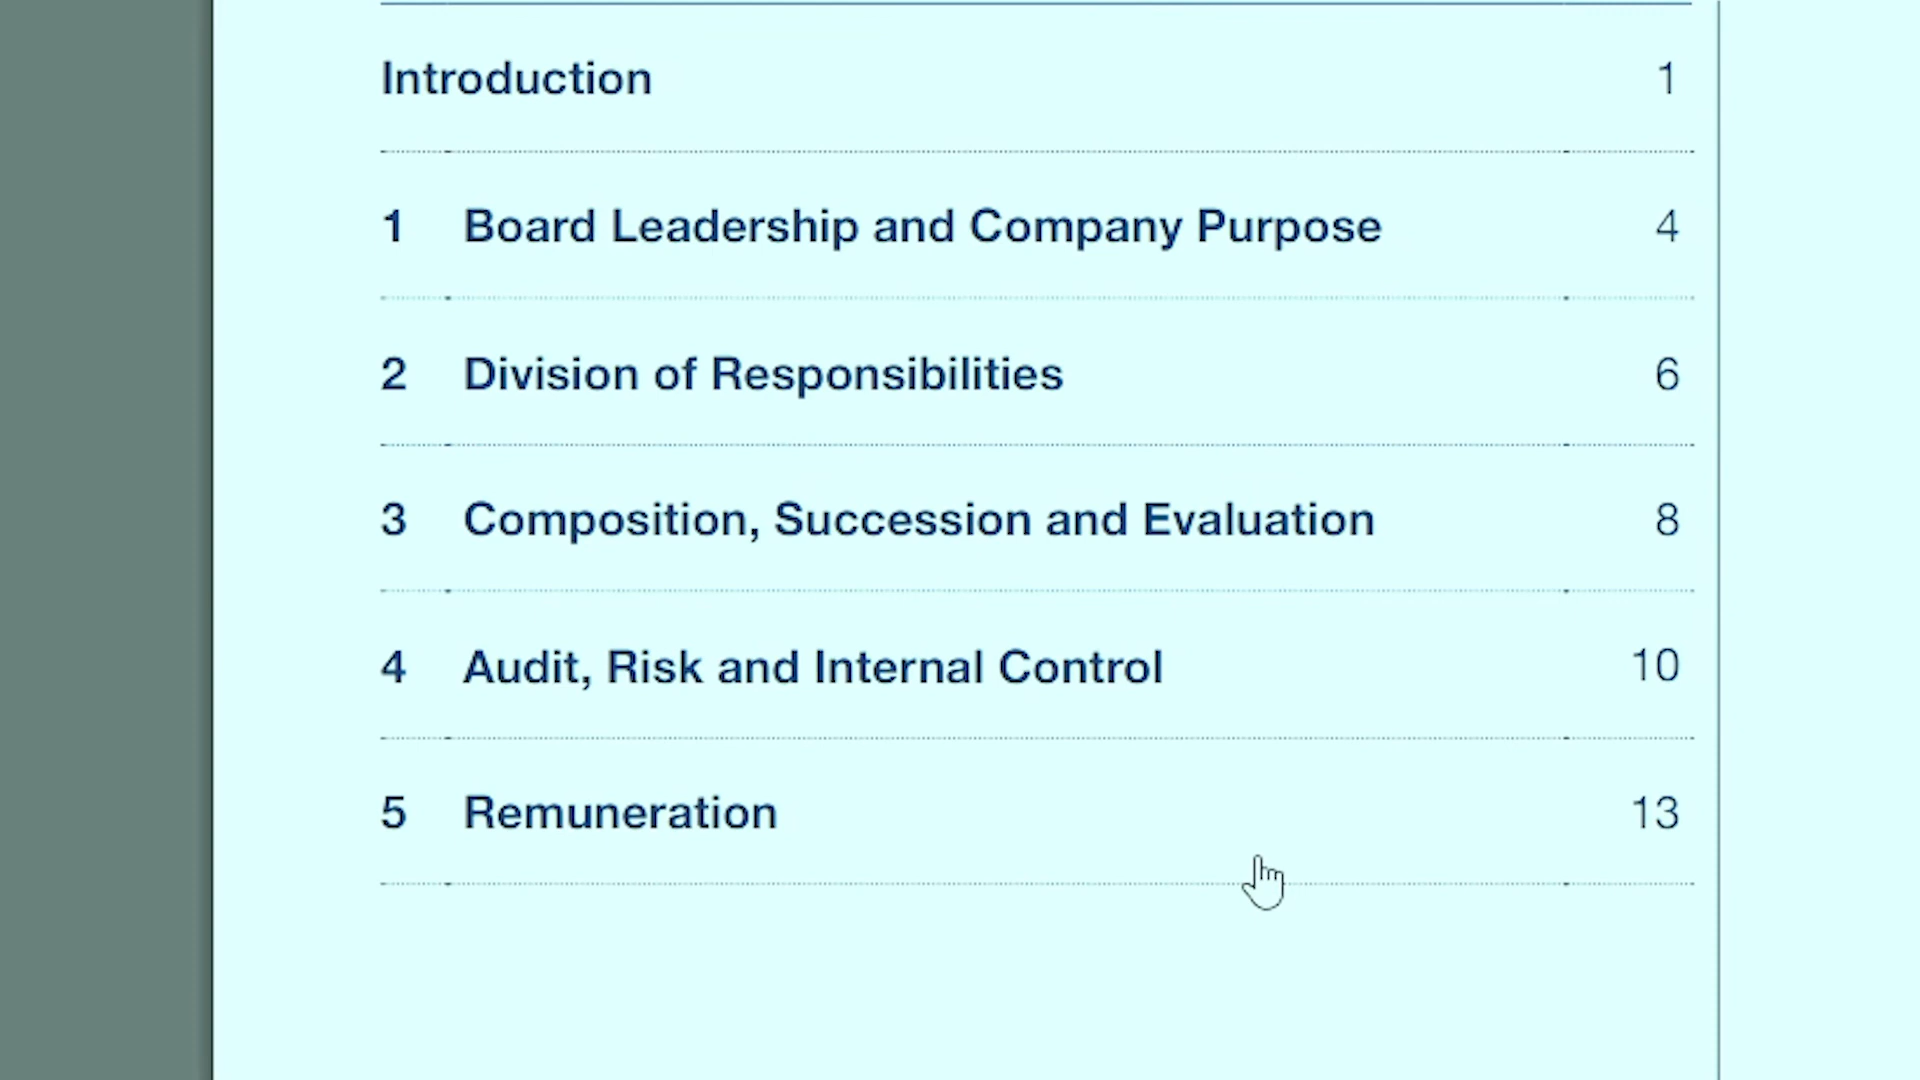 Introduction 1
1 Board Leadership and Company Purpose 4
2 Division of Responsibilities 6
3 Composition, Succession and Evaluation 8
4 Audit, Risk and Internal Control 10
5 Remuneration 13